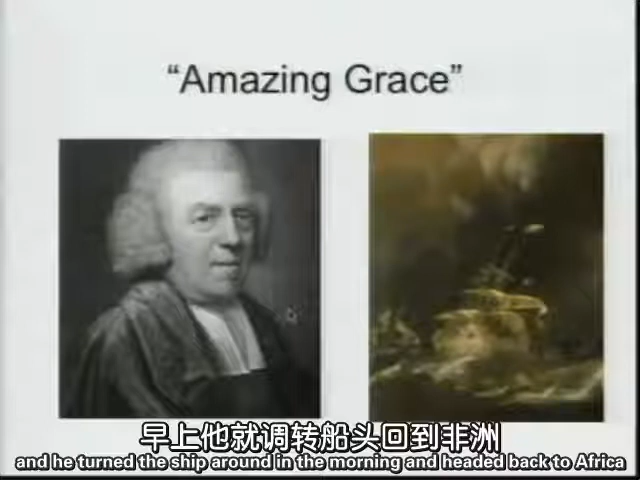 “Amazing Grace”
早上他就调转船头回到非洲
and he turned the ship around in the morning and headed back to Africa